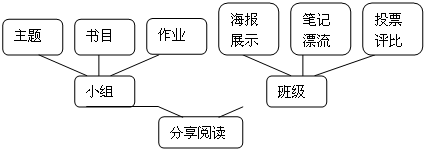 主题
书目
作业
海报
展示
笔记
漂流
投票
评比
小组
班级
分享阅读